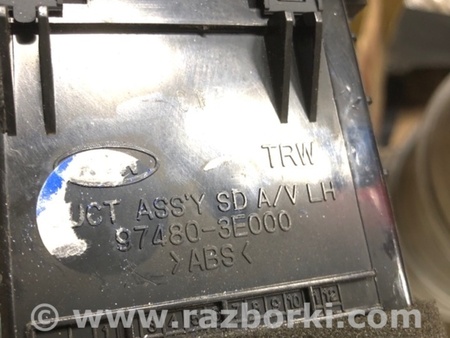 TRW
UCT ASS'Y SD A/V LH
97480-3E000
>ABS<
www.razborki.com